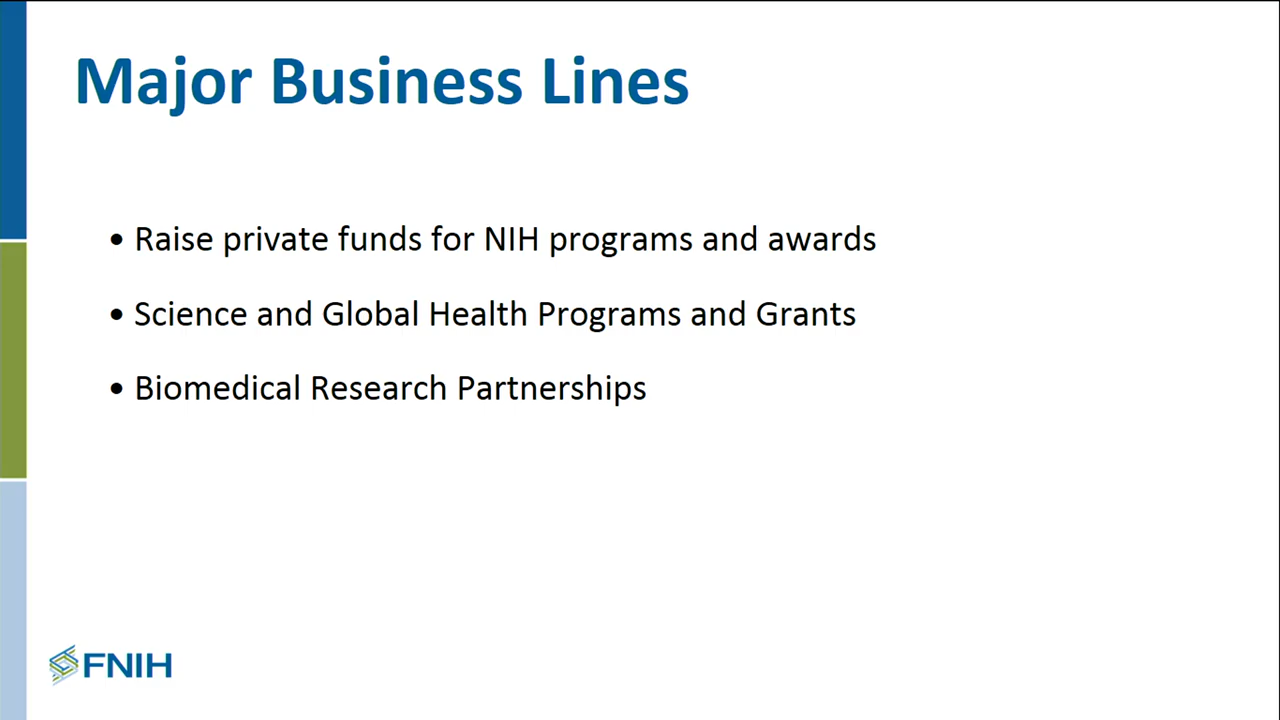 Major Business Lines
• Raise private funds for NIH programs and awards
• Science and Global Health Programs and Grants
• Biomedical Research Partnerships
FNIH